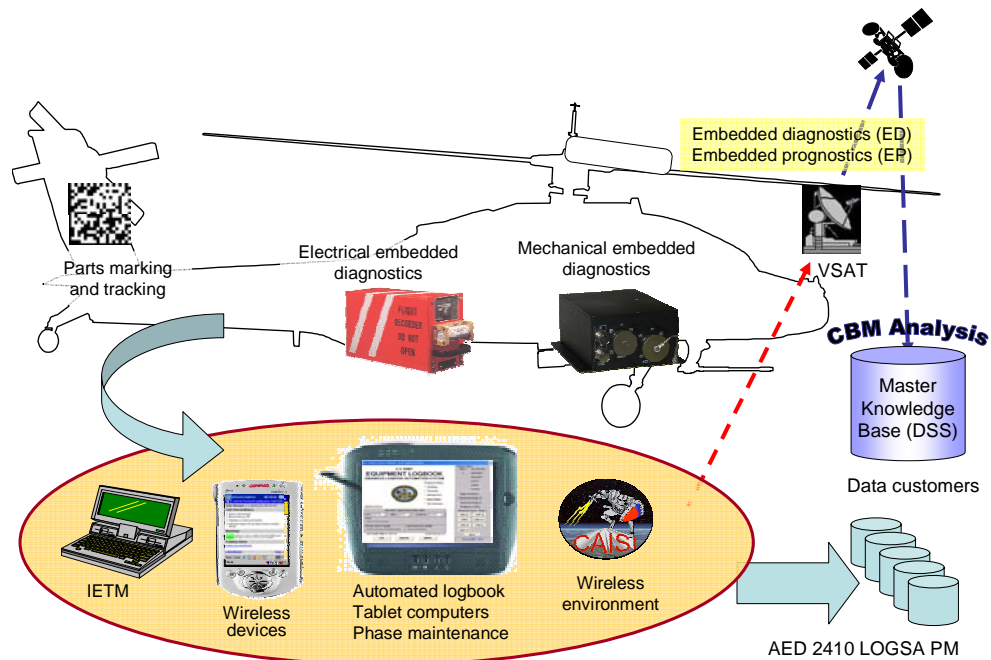 Embedded diagnostics (ED)
Embedded prognostics (EP)
Parts marking
and tracking
Electrical embedded
diagnostics
Mechanical embedded
diagnostics
VSAT
FLIGHT
RECORDER
DO NOT
OPEN
CBM Analysis
Master
Knowledge
Base (DSS)
Data customers
EQUIPMENT LOGBOOK
CAISI
IETM
Wireless
devices
Automated logbook
Tablet computers
Phase maintenance
Wireless
environment
AED 2410 LOGSA PM